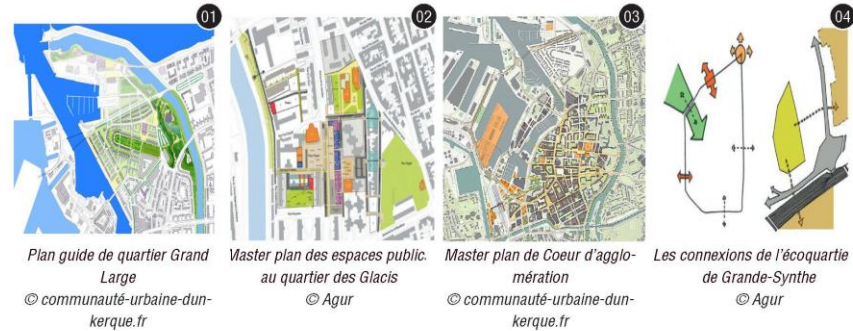 01
02
03
04
Plan guide de quartier Grand
Large
© communauté-urbaine-dun-
kerque.fr
Master plan des espaces public.
au quartier des Glacis
© Agur
Master plan de Coeur d'agglo-
mération
© communauté-urbaine-dun-
kerque.fr
Les connexions de l'écoquartie
de Grande-Synthe
© Agur